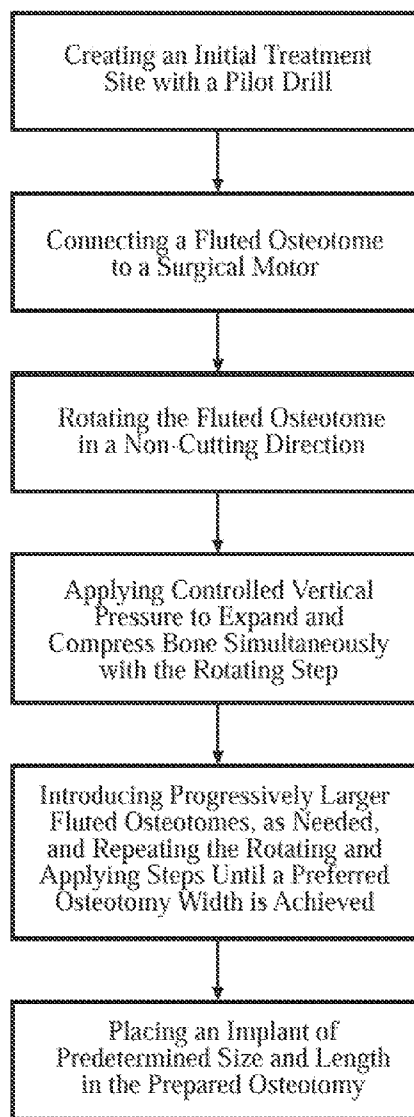 Creating an Initial Treatment
Site with a Pilot Drill
Connecting a Fluted Osteotome
to a Surgical Motor
Rotating the Fluted Osteotome
in a Non-Cutting Direction
Applying Controlled Vertical
Pressure to Expand and
Compress Bone Simultaneously
with the Rotating Step
Introducing Progressively Larger
Fluted Osteotomes, as Needed,
and Repeating the Rotating and
Applying Steps Until a Preferred
Osteotomy Width is Achieved
Placing an Implant of
Predetermined Size and Length
in the Prepared Osteotomy